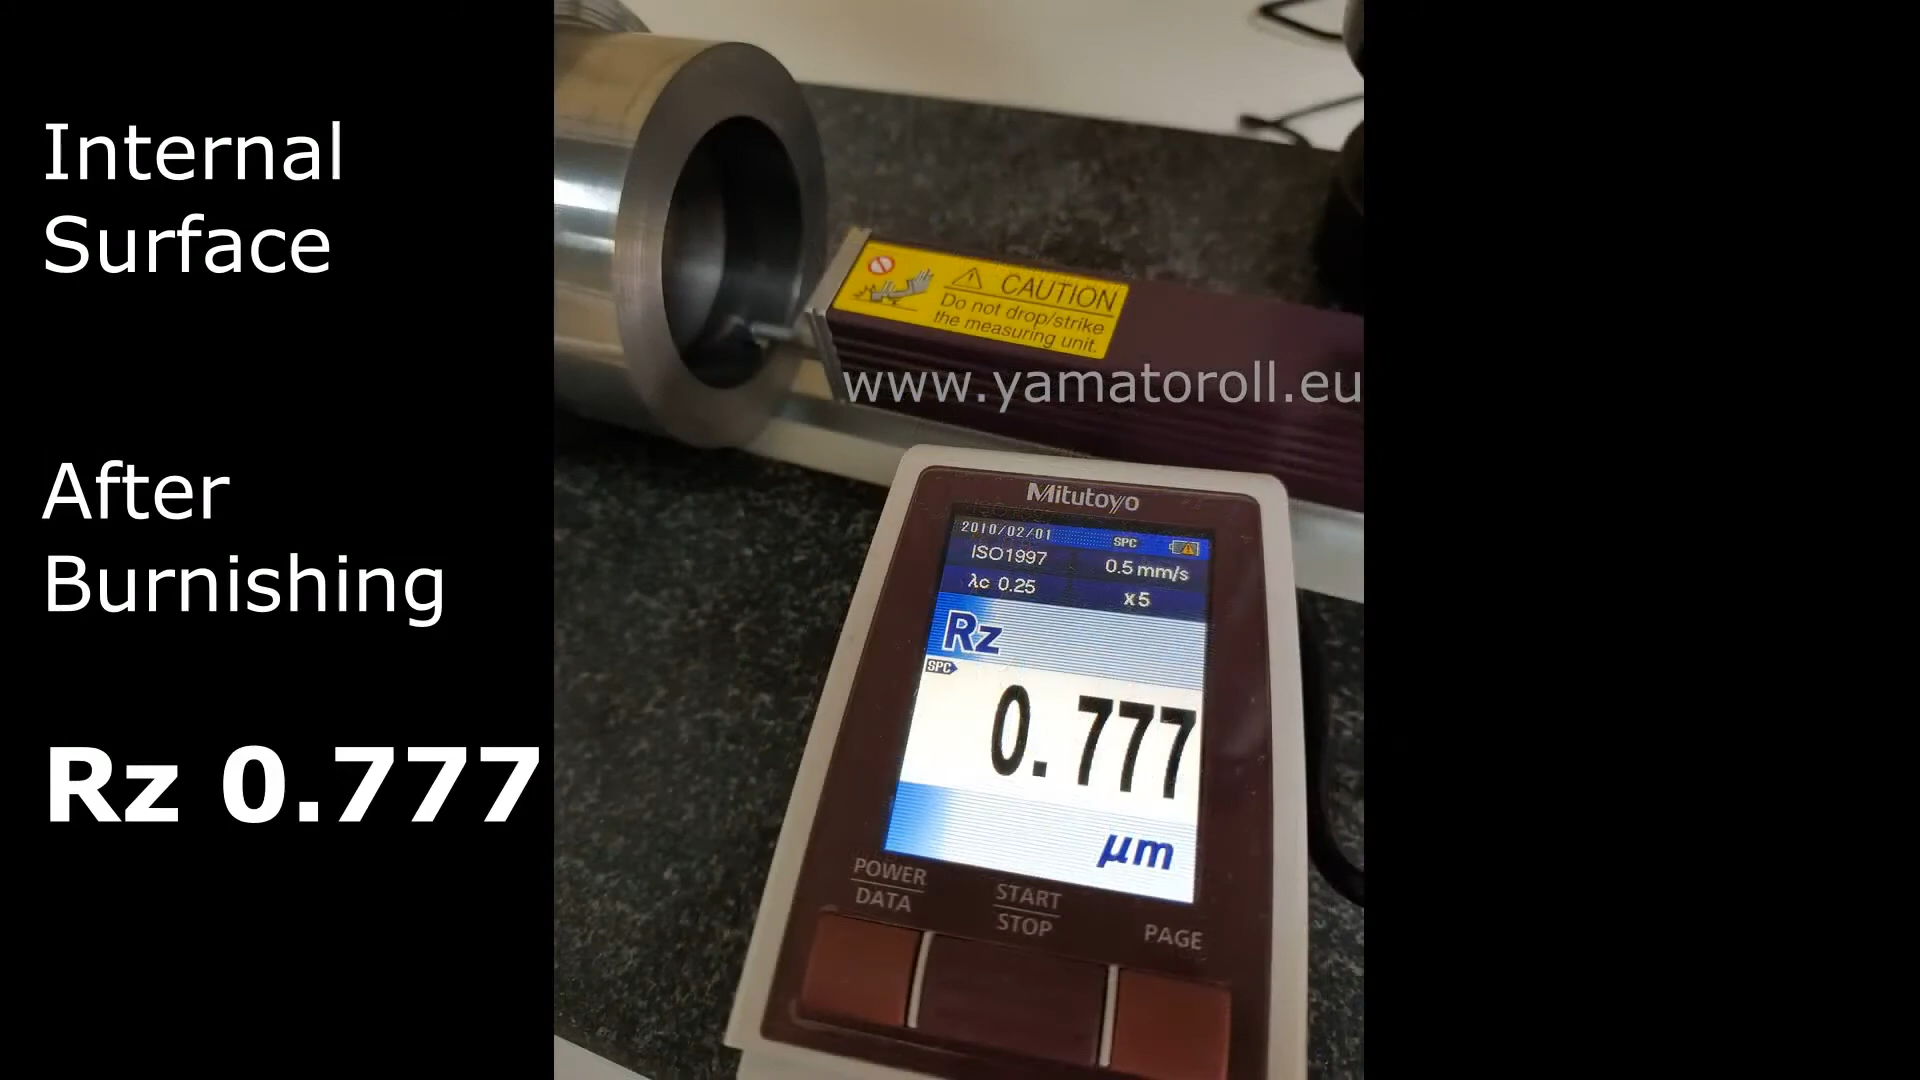 Internal
Surface
After
Burnishing
Rz 0.777
CAUTION
Do not drop/strike
the measuring unit.
www.yamatoroll.eu
Mitutoyo
2010/02/01 SPC
ISO1997 0.5 mm/s
λc 0.25 x5
Rz
SPC
0.777
µm
POWER
DATA
START
STOP
PAGE